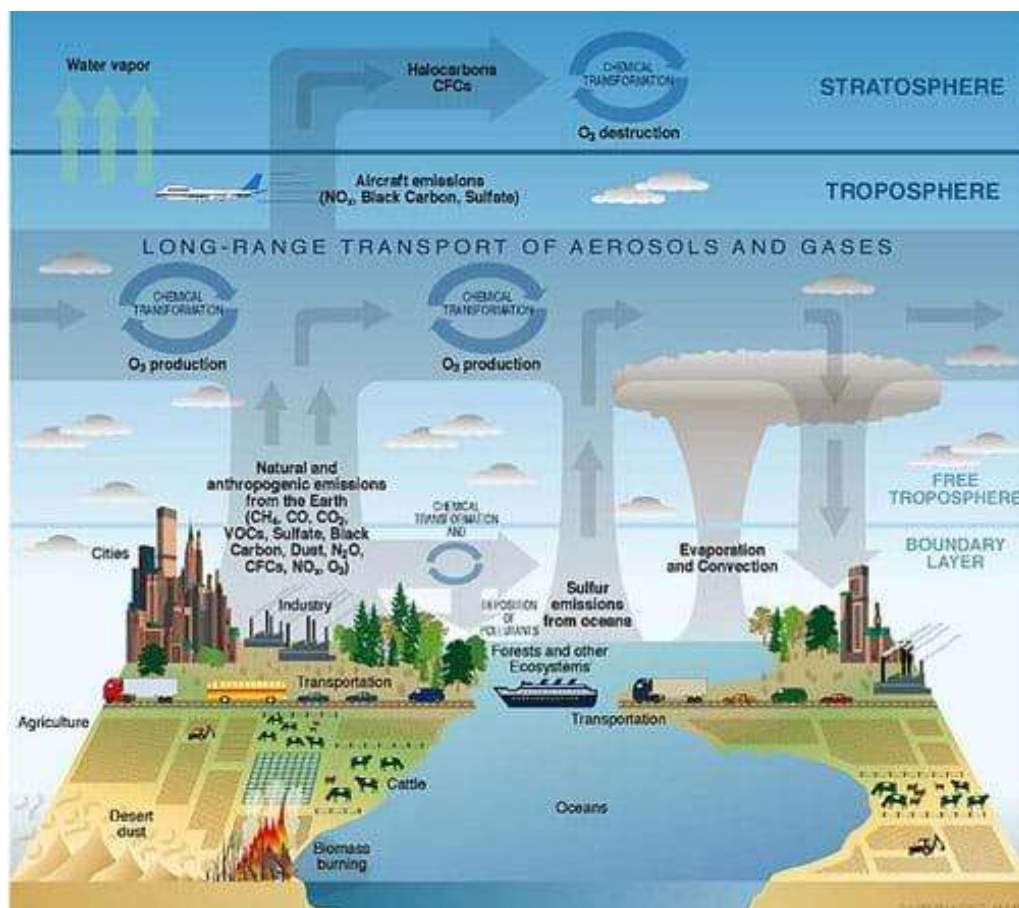 Water vapor
Halocarbons
CFCs
CHEMICAL
TRANSFORMATION
O₃ destruction
STRATOSPHERE
Aircraft emissions
(NOₓ, Black Carbon, Sulfate)
TROPOSPHERE
LONG-RANGE TRANSPORT OF AEROSOLS AND GASES
CHEMICAL
TRANSFORMATION
O₃ production
CHEMICAL
TRANSFORMATION
O₃ production
Natural and
anthropogenic emissions
from the Earth
(CH₄, CO, CO₂,
VOCs, Sulfate, Black
Carbon, Dust, N₂O,
CFCs, NOₓ, O₃)
CHEMICAL
TRANSFORMATION
AND
DEPOSITION
OF
POLLUTANTS
FREE
TROPOSPHERE
BOUNDARY
LAYER
Cities
Industry
Sulfur
emissions
from oceans
Evaporation
and Convection
Forests and other
Ecosystems
Transportation
Transportation
Agriculture
Cattle
Oceans
Desert
dust
Biomass
burning